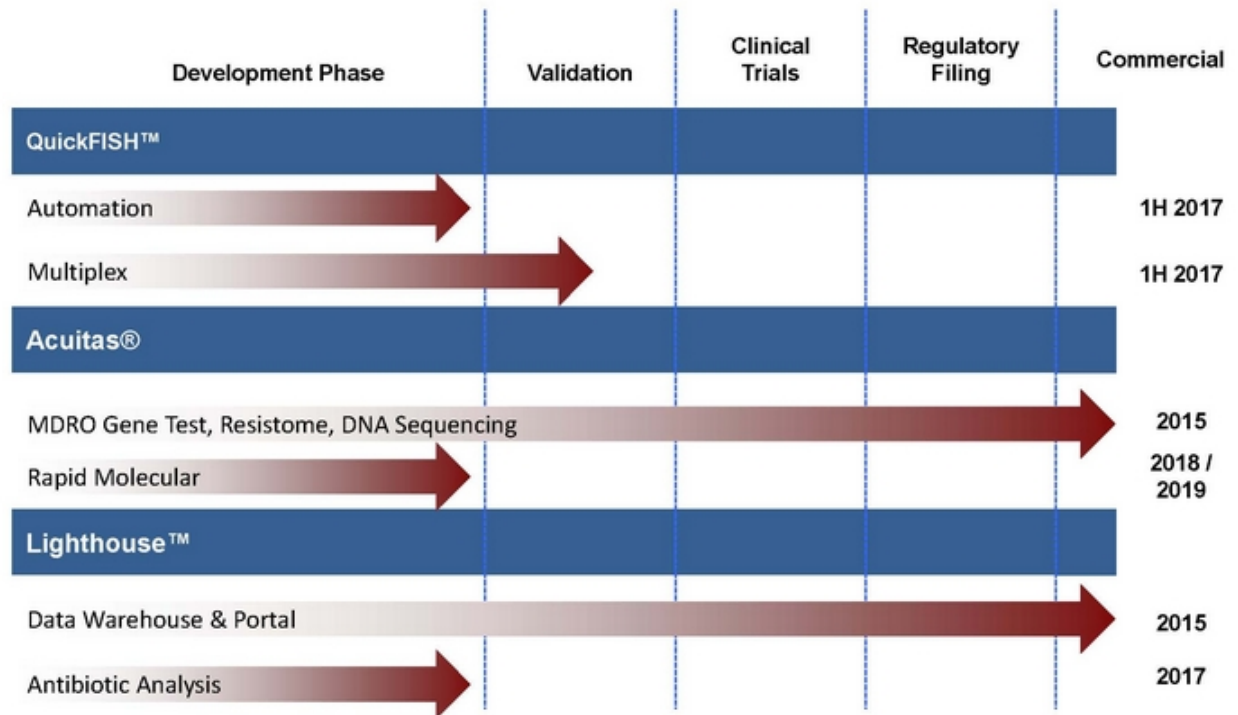 Development Phase
Validation
Clinical
Trials
Regulatory
Filing
Commercial
QuickFISH™
Automation
1H 2017
Multiplex
1H 2017
Acuitas®
MDRO Gene Test, Resistome, DNA Sequencing
2015
Rapid Molecular
2018 /
2019
Lighthouse™
Data Warehouse & Portal
2015
Antibiotic Analysis
2017